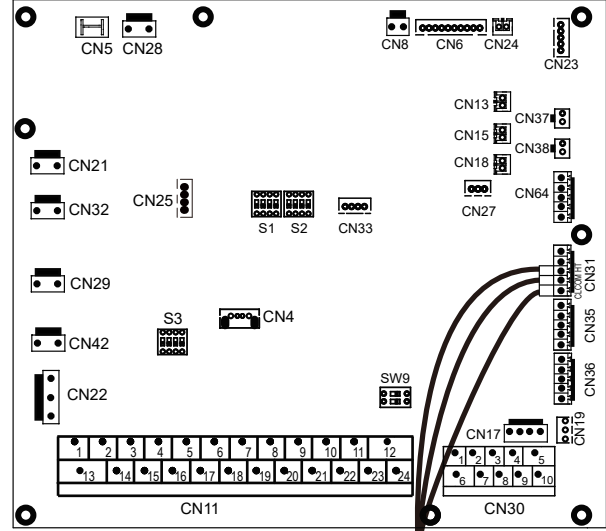 CN5
CN28
CN8
CN6
CN24
CN23
CN13
CN37
CN15
CN38
CN18
CN21
CN25
CN32
S1
S2
CN33
CN27
CN64
CN29
CN31
CL COM HT
CN4
S3
CN35
CN42
CN22
SW9
CN36
CN17
CN19
1 2 3 4 5 6 7 8 9 10 11 12
13 14 15 16 17 18 19 20 21 22 23 24
CN11
1 2 3 4 5
6 7 8 9 10
CN30